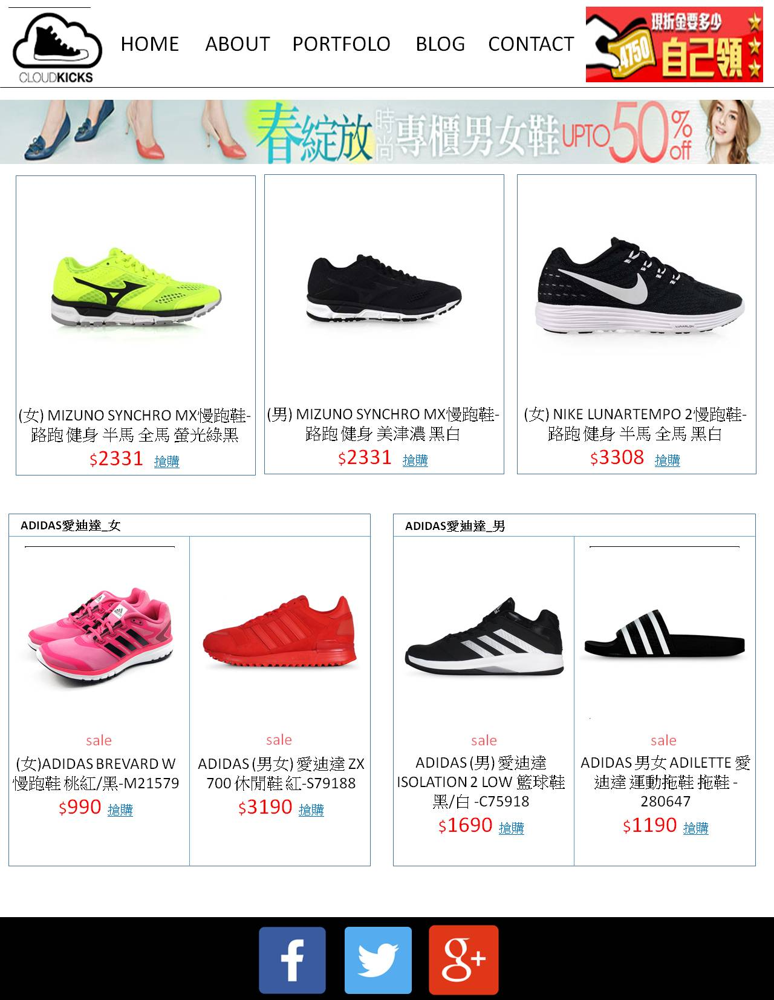 CLOUDKICKS
HOME ABOUT PORTFOLO BLOG CONTACT
現折金要多少
4750
自己領
春綻放 時尚 專櫃男女鞋 UPTO 50% off
LUNARLON
(女) MIZUNO SYNCHRO MX慢跑鞋-
路跑 健身 半馬 全馬 螢光綠黑
$2331 搶購
(男) MIZUNO SYNCHRO MX慢跑鞋-
路跑 健身 美津濃 黑白
$2331 搶購
(女) NIKE LUNARTEMPO 2慢跑鞋-
路跑 健身 半馬 全馬 黑白
$3308 搶購
ADIDAS愛迪達_女
sale
(女)ADIDAS BREVARD W
慢跑鞋 桃紅/黑-M21579
$990 搶購
sale
ADIDAS (男女) 愛迪達 ZX
700 休閒鞋 紅-S79188
$3190 搶購
ADIDAS愛迪達_男
sale
ADIDAS (男) 愛迪達
ISOLATION 2 LOW 籃球鞋
黑/白 -C75918
$1690 搶購
sale
ADIDAS 男女 ADILETTE 愛
迪達 運動拖鞋 拖鞋 -
280647
$1190 搶購
f
g+